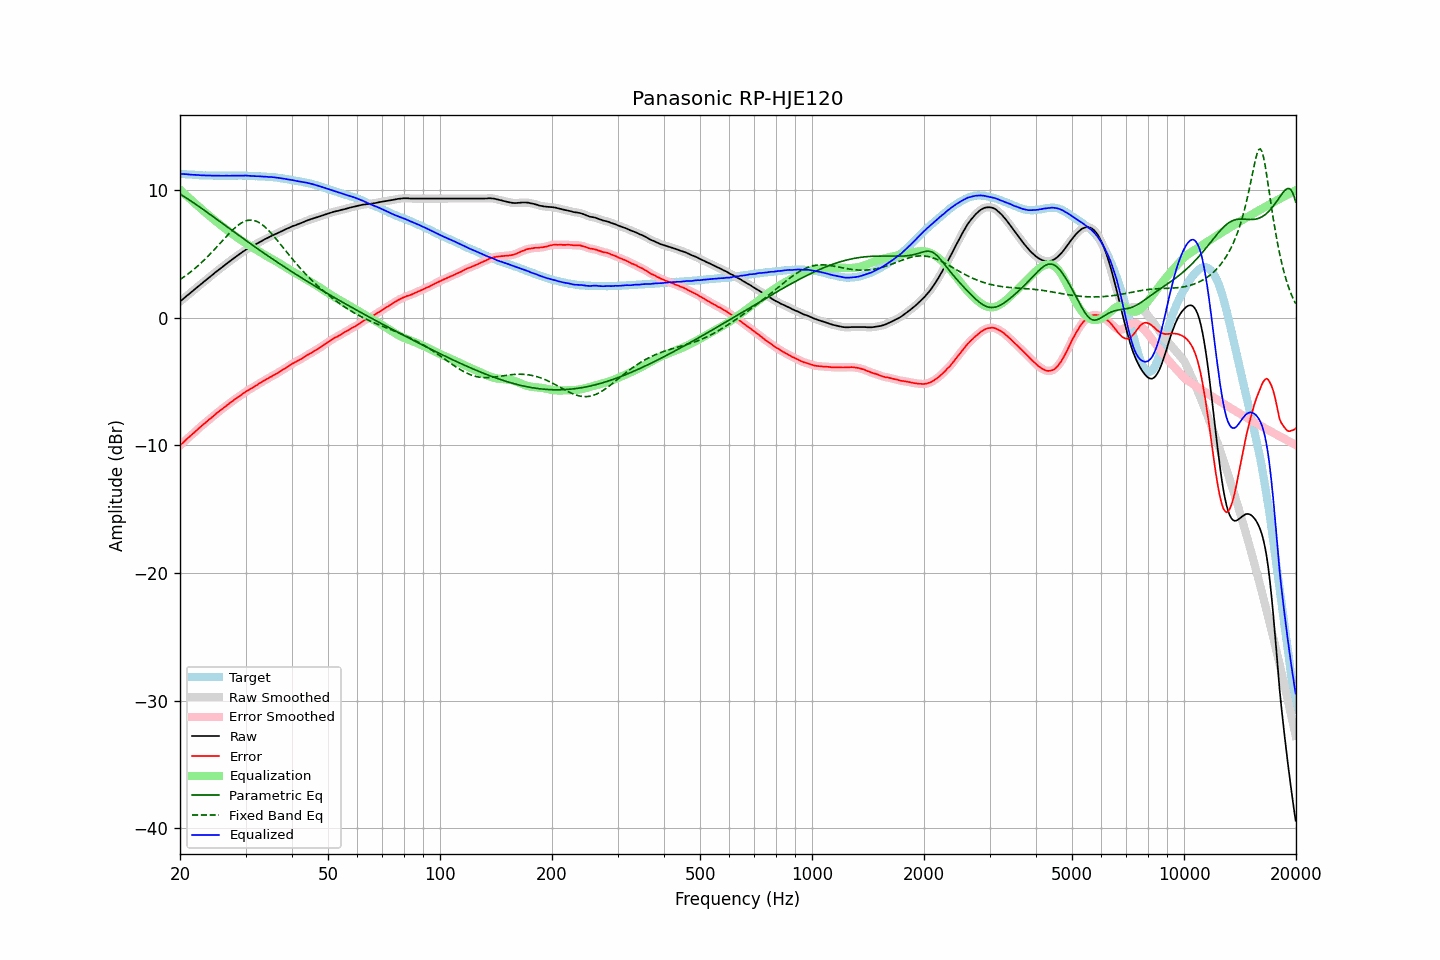 Panasonic RP-HJE120
Amplitude (dBr)
10
0
−10
−20
−30
−40
Target
Raw Smoothed
Error Smoothed
Raw
Error
Equalization
Parametric Eq
Fixed Band Eq
Equalized
20 50 100 200 500 1000 2000 5000 10000 20000
Frequency (Hz)